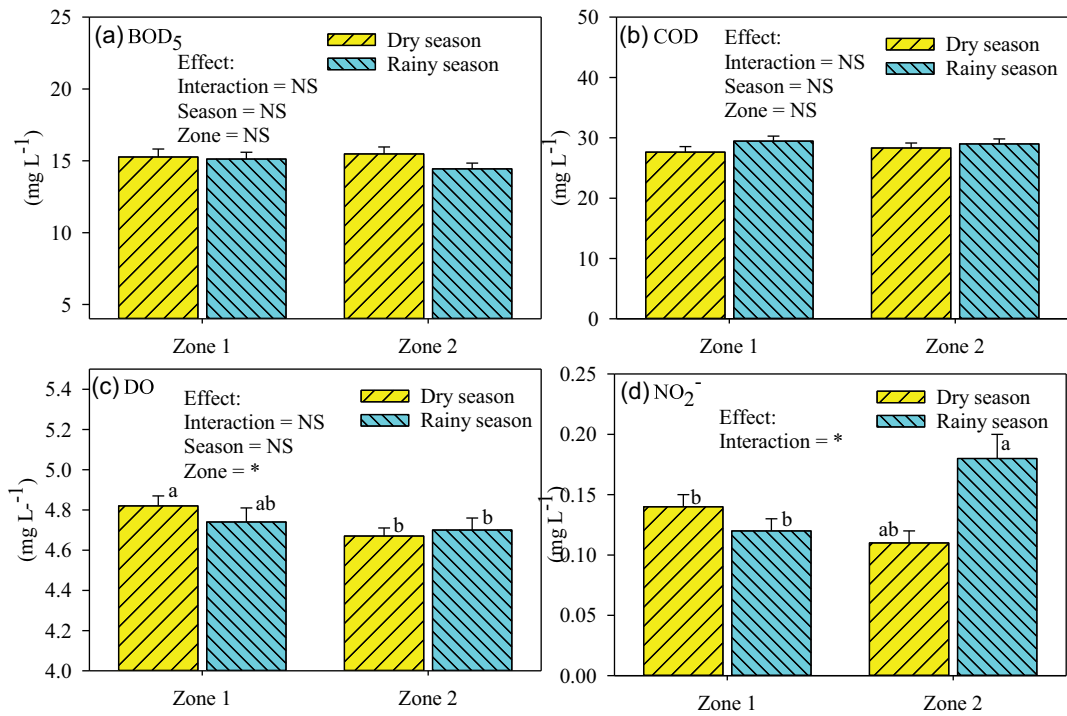 (a) BOD5
Dry season
Rainy season
Effect:
Interaction = NS
Season = NS
Zone = NS
25
20
15
10
5
(mg L-1)
Zone 1
Zone 2
(b) COD
Dry season
Rainy season
Effect:
Interaction = NS
Season = NS
Zone = NS
50
40
30
20
10
0
(mg L-1)
Zone 1
Zone 2
(c) DO
Dry season
Rainy season
Effect:
Interaction = NS
Season = NS
Zone = *
5.4
5.2
5.0
4.8
4.6
4.4
4.2
4.0
(mg L-1)
a
ab
b
b
Zone 1
Zone 2
(d) NO2-
Dry season
Rainy season
Effect:
Interaction = *
0.25
0.20
0.15
0.10
0.05
0.00
(mg L-1)
b
b
ab
a
Zone 1
Zone 2